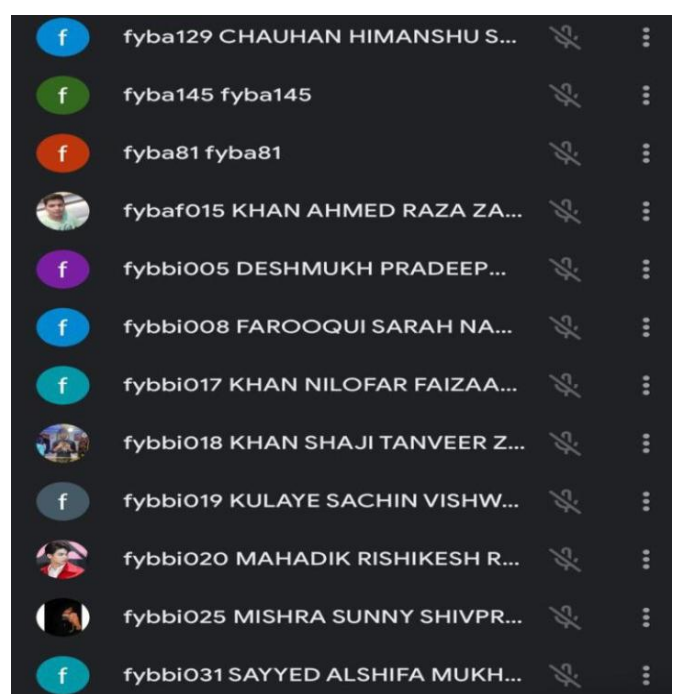 f fyba129 CHAUHAN HIMANSHU S...
f fyba145 fyba145
f fyba81 fyba81
fybaf015 KHAN AHMED RAZA ZA...
f fybbi005 DESHMUKH PRADEEP...
f fybbi008 FAROOQUI SARAH NA...
f fybbi017 KHAN NILOFAR FAIZAA...
fybbi018 KHAN SHAJI TANVEER Z...
f fybbi019 KULAYE SACHIN VISHW...
fybbi020 MAHADIK RISHIKESH R...
fybbi025 MISHRA SUNNY SHIVPR...
f fybbi031 SAYYED ALSHIFA MUKH...